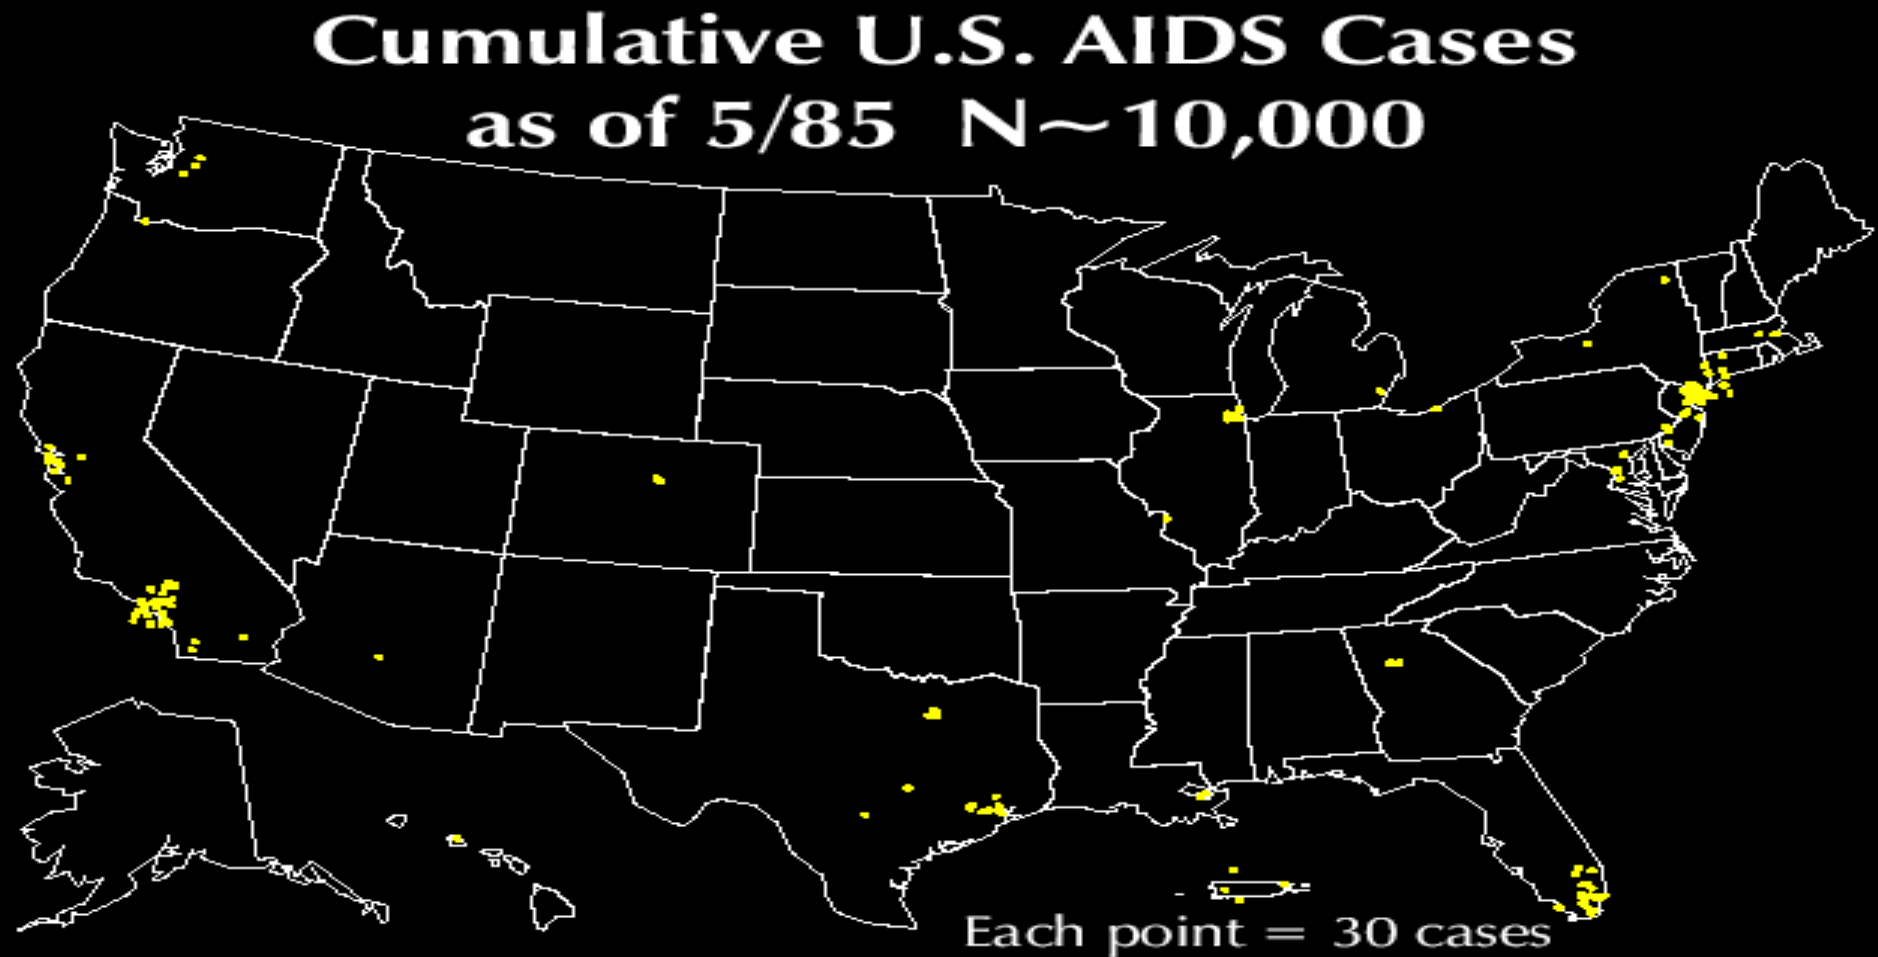 Cumulative U.S. AIDS Cases
as of 5/85 N~10,000
Each point = 30 cases